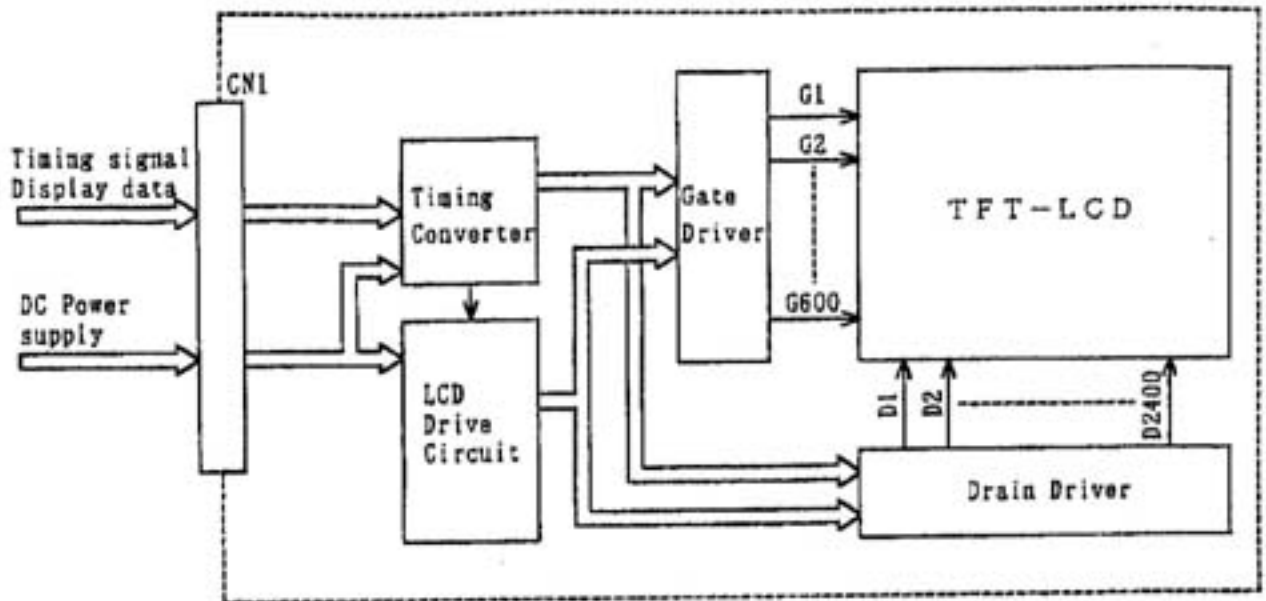 CN1
Timing signal
Display data
DC Power
supply
Timing
Converter
LCD
Drive
Circuit
Gate
Driver
G1
G2
G600
TFT-LCD
D1
D2
D2400
Drain Driver